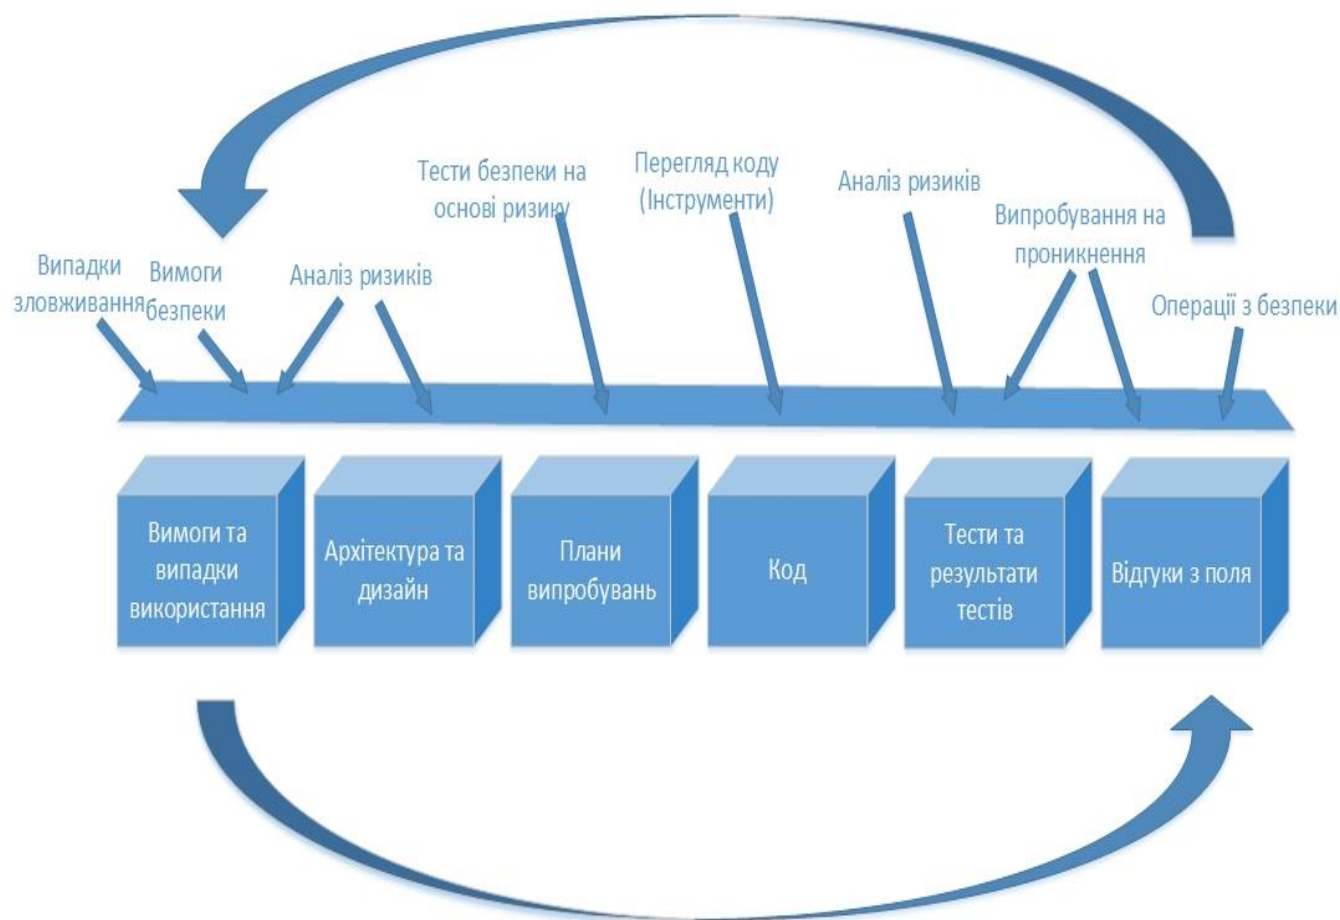 Тести безпеки на
основі ризику
Перегляд коду
(Інструменти)
Аналіз ризиків
Випробування на
проникнення
Випадки
зловживання
Вимоги
безпеки
Аналіз ризиків
Операції з безпеки
Вимоги та
випадки
використання
Архітектура та
дизайн
Плани
випробувань
Код
Тести та
результати
тестів
Відгуки з поля